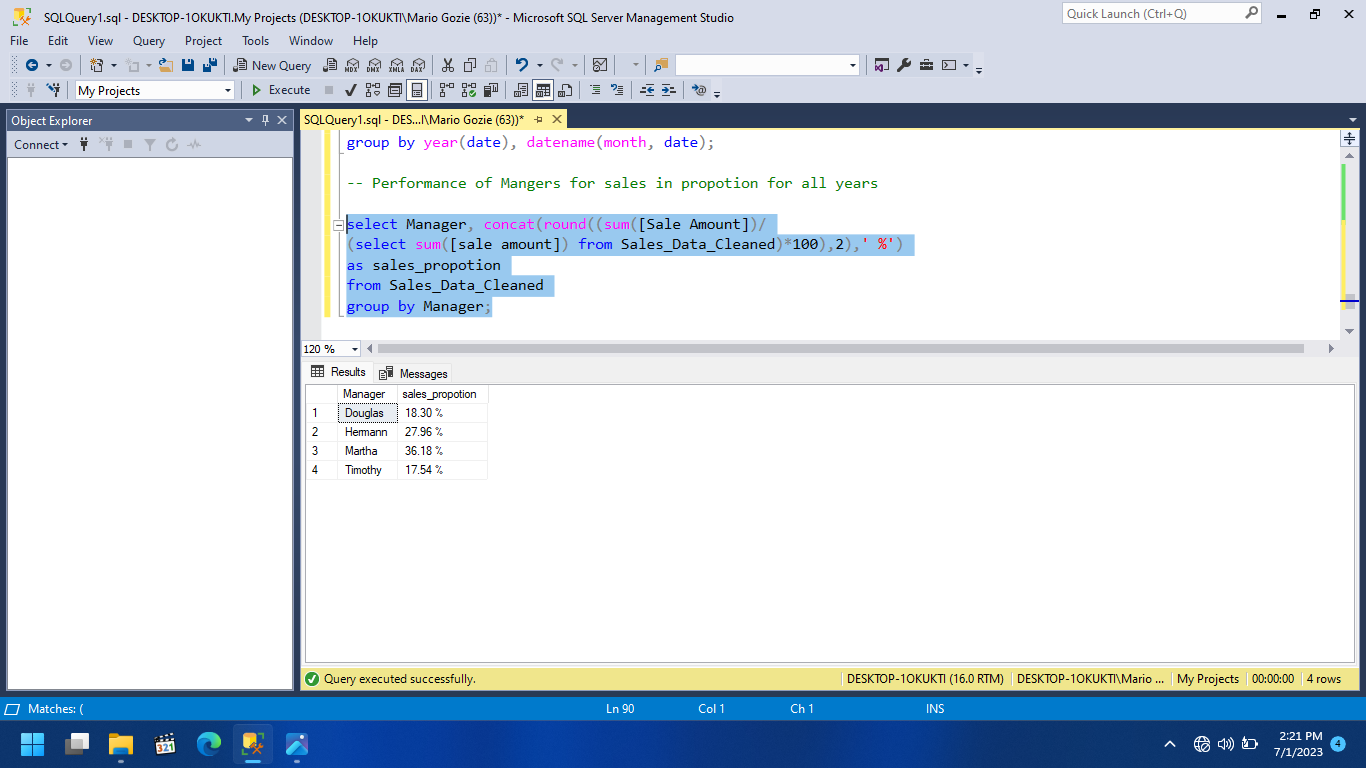 SQLQuery1.sql - DESKTOP-1OKUKTI.My Projects (DESKTOP-1OKUKTI\Mario Gozie (63))* - Microsoft SQL Server Management Studio
Quick Launch (Ctrl+Q)
File Edit View Query Project Tools Window Help
New Query MDX DMX XMLA DAX
My Projects Execute
Object Explorer
SQLQuery1.sql - DES...I\Mario Gozie (63))*
Connect
group by year(date), datename(month, date);
-- Performance of Mangers for sales in propotion for all years
select Manager, concat(round((sum([Sale Amount])/
(select sum([sale amount]) from Sales_Data_Cleaned)*100),2),' %')
as sales_propotion
from Sales_Data_Cleaned
group by Manager;
120 %
Results Messages
Manager sales_propotion
1 Douglas 18.30 %
2 Hermann 27.96 %
3 Martha 36.18 %
4 Timothy 17.54 %
Query executed successfully.
DESKTOP-1OKUKTI (16.0 RTM) DESKTOP-1OKUKTI\Mario ... My Projects 00:00:00 4 rows
Matches: ( Ln 90 Col 1 Ch 1 INS
321
2:21 PM
7/1/2023
4